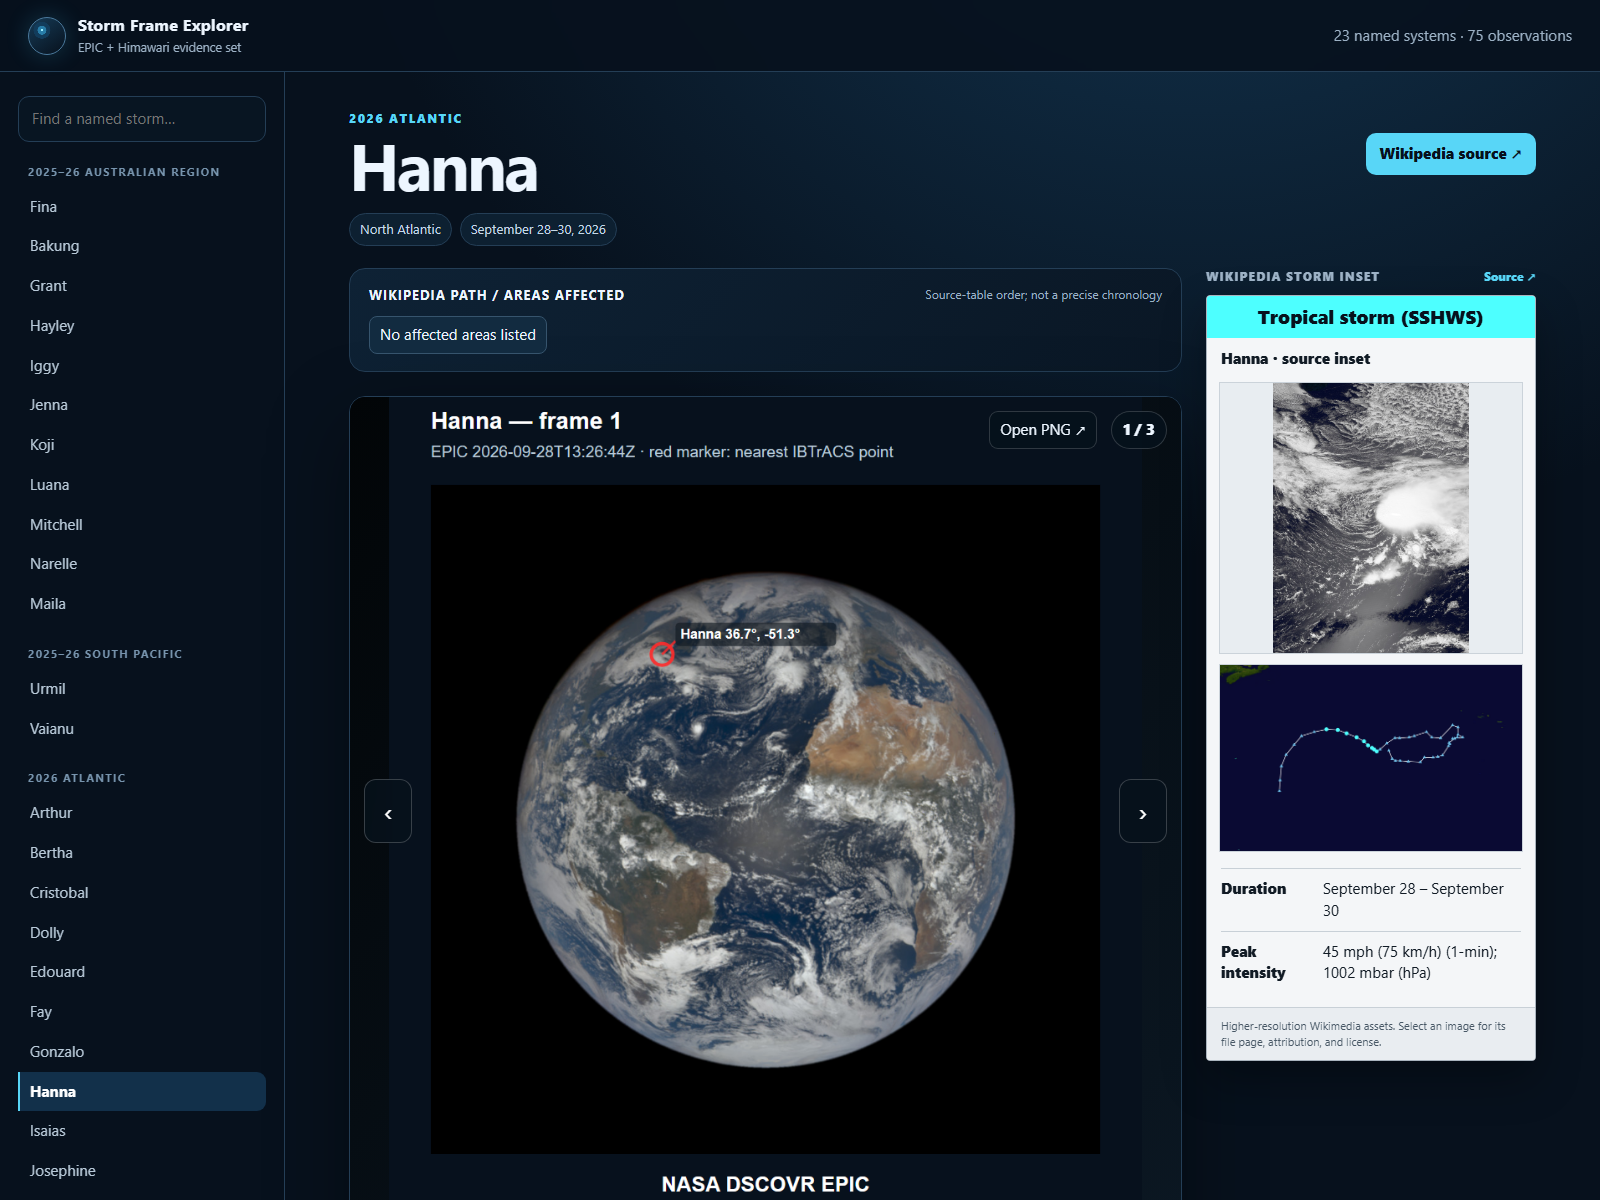 Storm Frame Explorer
EPIC + Himawari evidence set
23 named systems · 75 observations
Find a named storm...
2025–26 AUSTRALIAN REGION
Fina
Bakung
Grant
Hayley
Iggy
Jenna
Koji
Luana
Mitchell
Narelle
Maila
2025–26 SOUTH PACIFIC
Urmil
Vaianu
2026 ATLANTIC
Arthur
Bertha
Cristobal
Dolly
Edouard
Fay
Gonzalo
Hanna
Isaias
Josephine
2026 ATLANTIC
Hanna
Wikipedia source ↗
North Atlantic
September 28–30, 2026
WIKIPEDIA PATH / AREAS AFFECTED
Source-table order; not a precise chronology
No affected areas listed
Hanna — frame 1
EPIC 2026-09-28T13:26:44Z · red marker: nearest IBTrACS point
Open PNG ↗
1 / 3
Hanna 36.7°, -51.3°
‹
›
NASA DSCOVR EPIC
WIKIPEDIA STORM INSET
Source ↗
Tropical storm (SSHWS)
Hanna · source inset
Duration
September 28 – September
30
Peak
intensity
45 mph (75 km/h) (1-min);
1002 mbar (hPa)
Higher-resolution Wikimedia assets. Select an image for its
file page, attribution, and license.